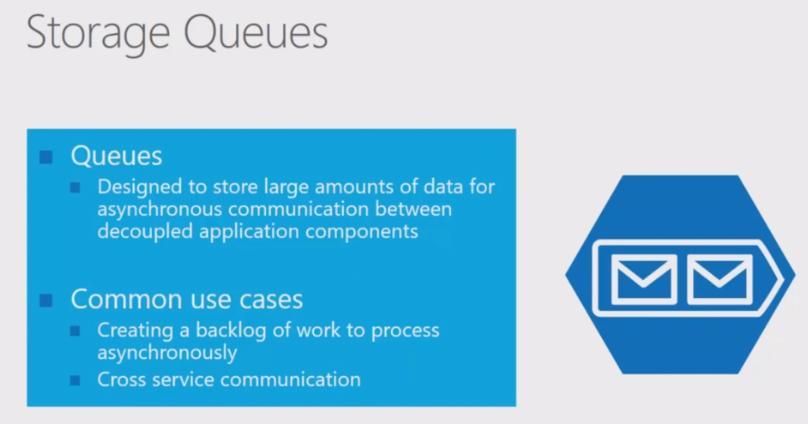 Storage Queues
Queues
Designed to store large amounts of data for
asynchronous communication between
decoupled application components
Common use cases
Creating a backlog of work to process
asynchronously
Cross service communication